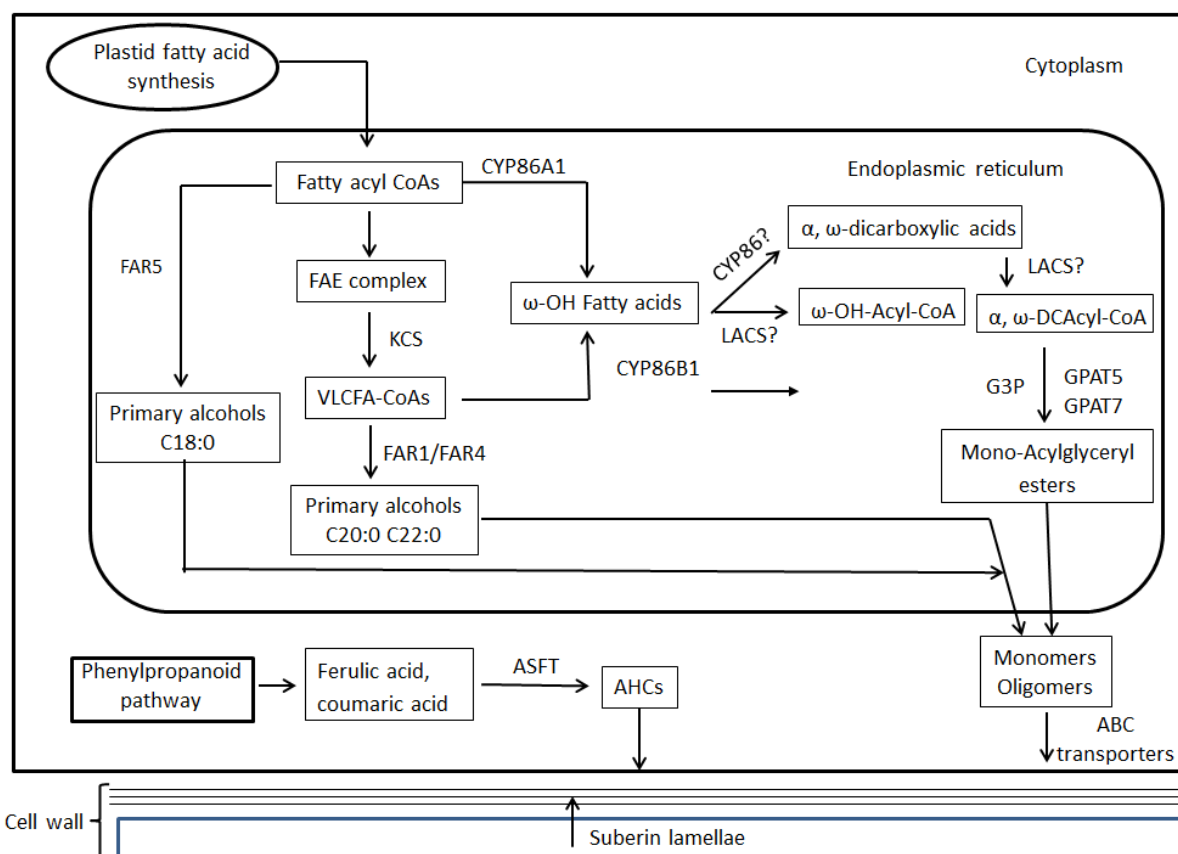 Plastid fatty acid
synthesis
Cytoplasm
CYP86A1
Fatty acyl CoAs
Endoplasmic reticulum
α, ω-dicarboxylic acids
CYP86?
FAR5
FAE complex
LACS?
ω-OH Fatty acids
ω-OH-Acyl-CoA
α, ω-DCAcyl-CoA
LACS?
KCS
CYP86B1
VLCFA-CoAs
G3P
GPAT5
GPAT7
Primary alcohols
C18:0
FAR1/FAR4
Mono-Acylglyceryl
esters
Primary alcohols
C20:0 C22:0
Phenylpropanoid
pathway
Ferulic acid,
coumaric acid
ASFT
AHCs
Monomers
Oligomers
ABC
transporters
Cell wall
Suberin lamellae